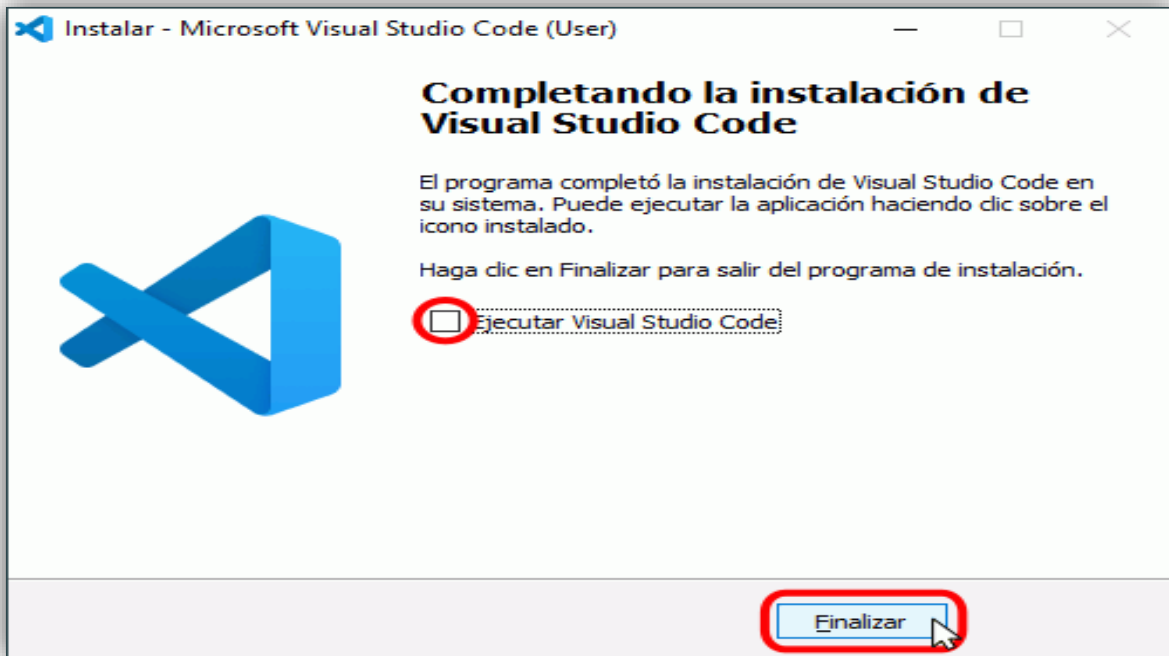 Instalar - Microsoft Visual Studio Code (User)
Completando la instalación de
Visual Studio Code
El programa completó la instalación de Visual Studio Code en
su sistema. Puede ejecutar la aplicación haciendo clic sobre el
icono instalado.
Haga clic en Finalizar para salir del programa de instalación.
Ejecutar Visual Studio Code
Finalizar